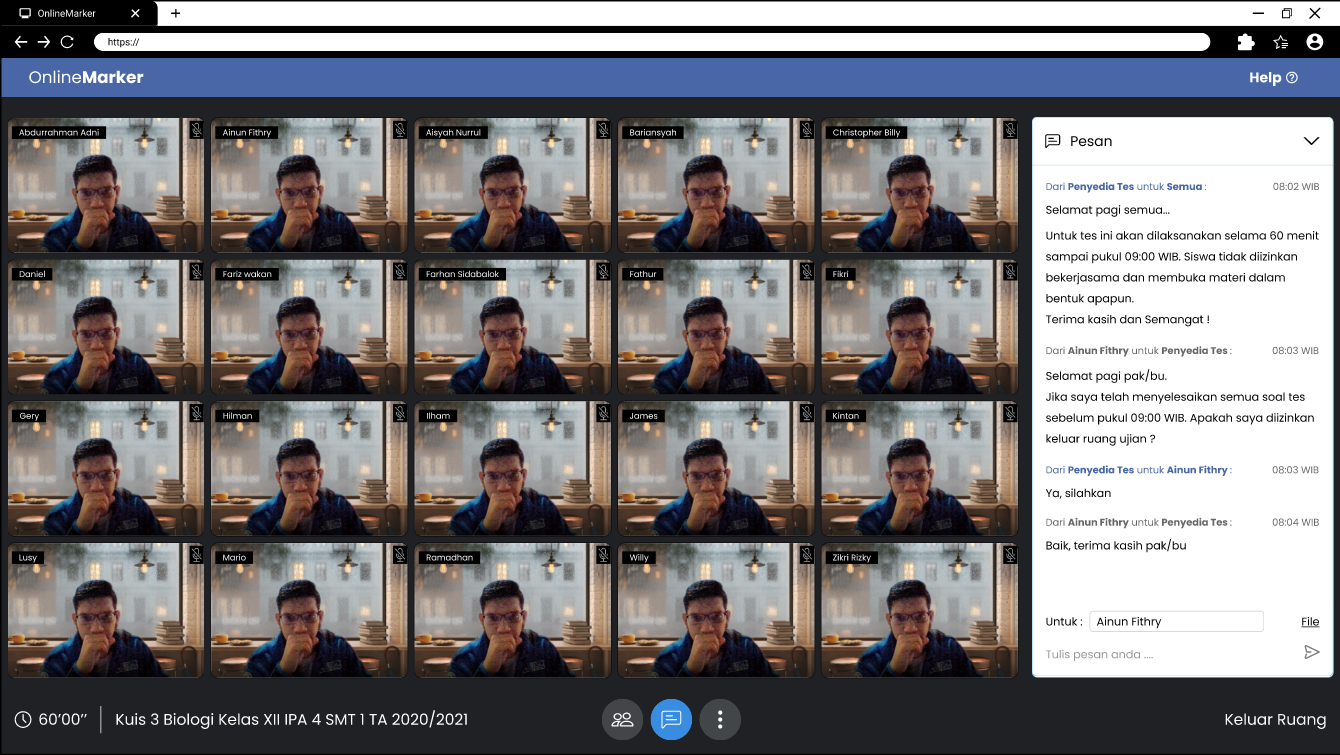 OnlineMarker
https://
OnlineMarker
Help
Abdurrahman Adni
Ainun Fithry
Aisyah Nurrul
Bariansyah
Christopher Billy
Daniel
Fariz wakan
Farhan Sidabalok
Fathur
Fikri
Gery
Hilman
Ilham
James
Kintan
Lusy
Mario
Ramadhan
Willy
Zikri Rizky
Pesan
Dari Penyedia Tes untuk Semua : 08:02 WIB
Selamat pagi semua...
Untuk tes ini akan dilaksanakan selama 60 menit
sampai pukul 09:00 WIB. Siswa tidak diizinkan
bekerjasama dan membuka materi dalam
bentuk apapun.
Terima kasih dan Semangat !
Dari Ainun Fithry untuk Penyedia Tes : 08:03 WIB
Selamat pagi pak/bu.
Jika saya telah menyelesaikan semua soal tes
sebelum pukul 09:00 WIB. Apakah saya diizinkan
keluar ruang ujian ?
Dari Penyedia Tes untuk Ainun Fithry : 08:03 WIB
Ya, silahkan
Dari Ainun Fithry untuk Penyedia Tes : 08:04 WIB
Baik, terima kasih pak/bu
Untuk : Ainun Fithry File
Tulis pesan anda ....
60'00'' Kuis 3 Biologi Kelas XII IPA 4 SMT 1 TA 2020/2021
Keluar Ruang